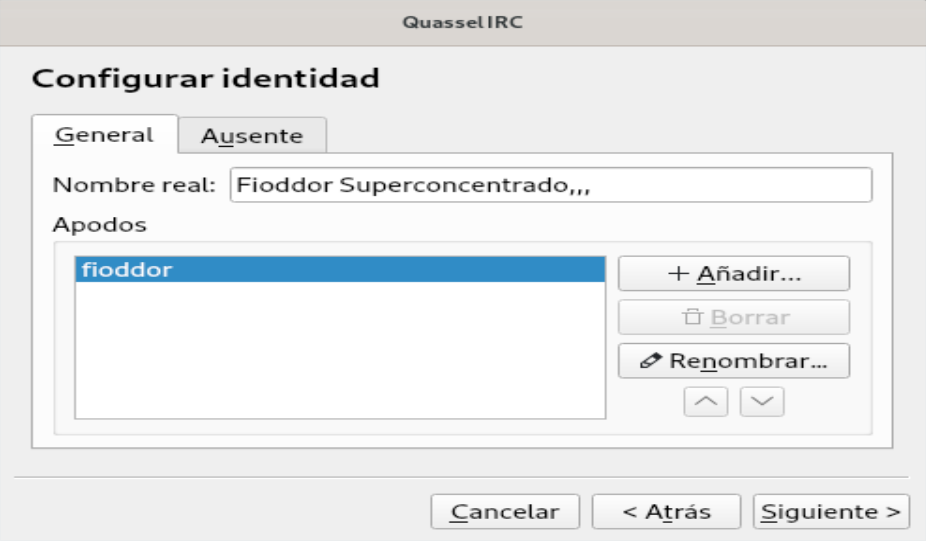 Quassel IRC
Configurar identidad
General Ausente
Nombre real: Fioddor Superconcentrado,,,
Apodos
fioddor
Añadir...
Borrar
Renombrar...
Cancelar < Atrás Siguiente >